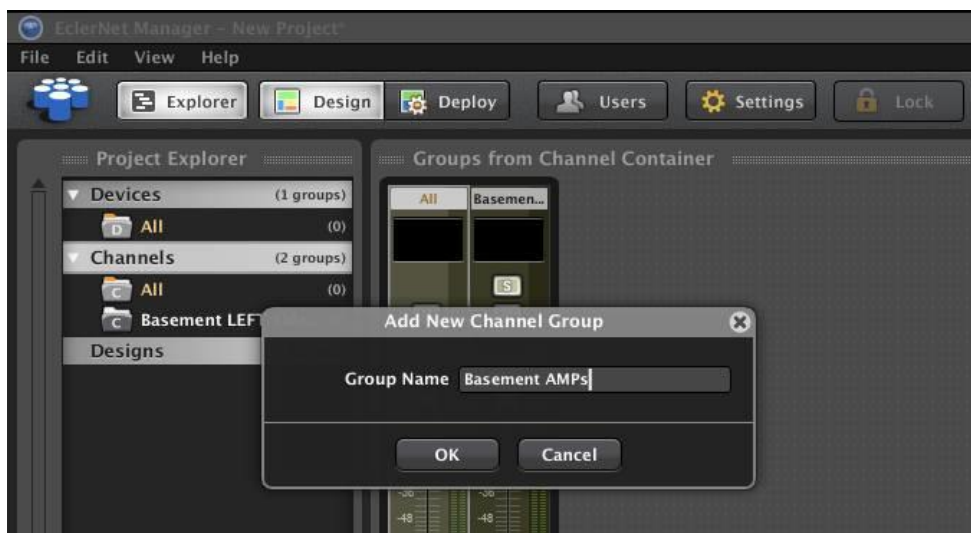 EclerNet Manager - New Project*
File Edit View Help
Explorer Design Deploy Users Settings Lock
Project Explorer
Groups from Channel Container
Devices (1 groups)
All Basemen...
D All (0)
Channels (2 groups)
C All (0)
S
C Basement LEFT
Add New Channel Group
Designs
Group Name Basement AMPs
OK Cancel
-36 -36
-48 -48